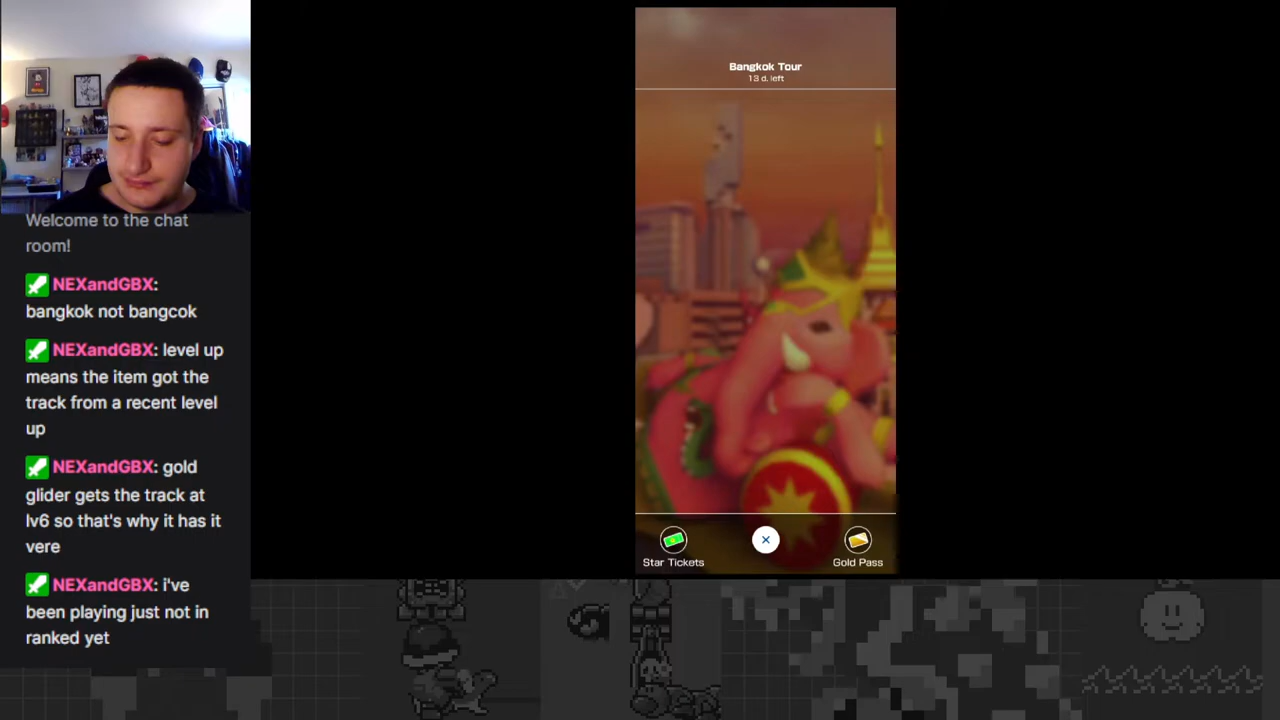 Welcome to the chat
room!
NEXandGBX:
bangkok not bangcok
NEXandGBX: level up
means the item got the
track from a recent level
up
NEXandGBX: gold
glider gets the track at
lv6 so that's why it has it
vere
NEXandGBX: i've
been playing just not in
ranked yet
Bangkok Tour
13 d. left
Star Tickets
Gold Pass